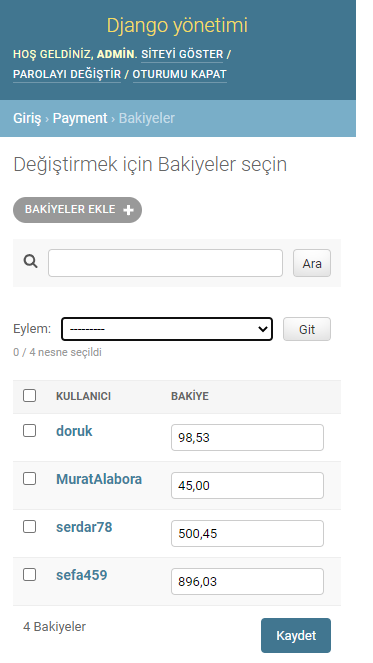 Django yönetimi
HOŞ GELDİNİZ, ADMIN. SİTEYİ GÖSTER /
PAROLAYI DEĞİŞTİR / OTURUMU KAPAT
Giriş › Payment › Bakiyeler
Değiştirmek için Bakiyeler seçin
BAKİYELER EKLE +
Ara
Eylem: --------- Git
0 / 4 nesne seçildi
KULLANICI BAKİYE
doruk 98,53
MuratAlabora 45,00
serdar78 500,45
sefa459 896,03
4 Bakiyeler Kaydet